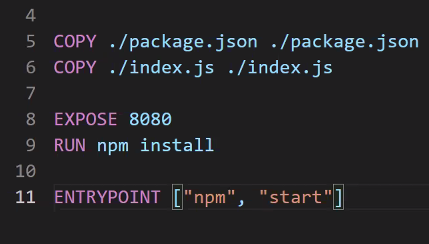 4
5 COPY ./package.json ./package.json
6 COPY ./index.js ./index.js
7
8 EXPOSE 8080
9 RUN npm install
10
11 ENTRYPOINT ["npm", "start"]